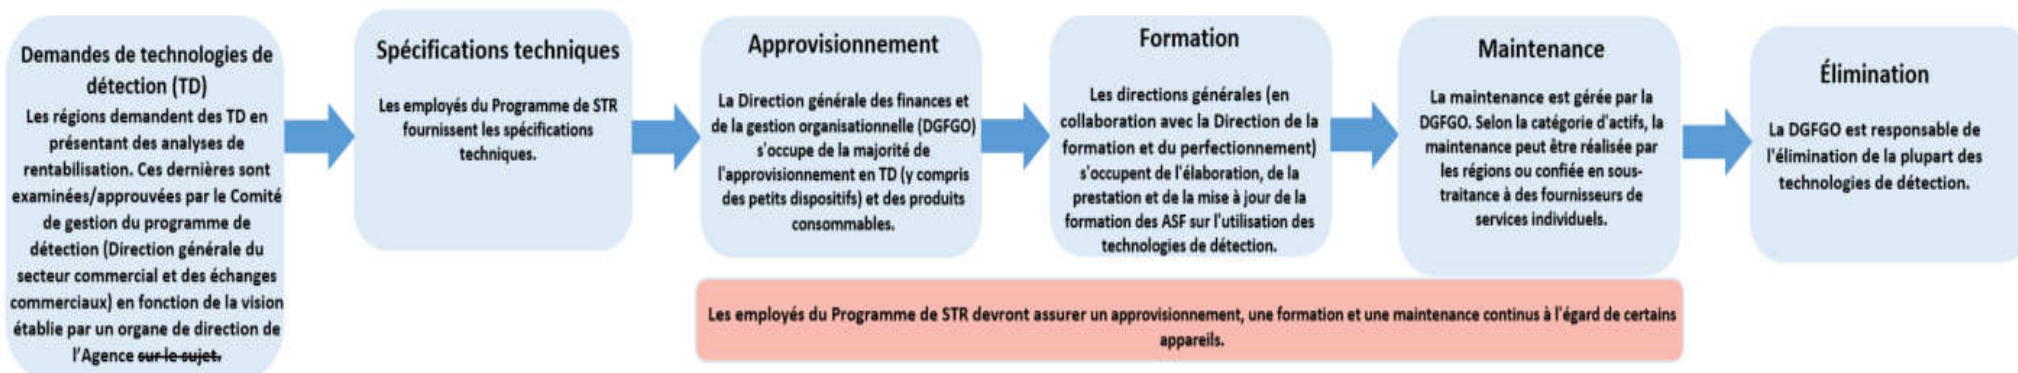 Demandes de technologies de
détection (TD)
Les régions demandent des TD en
présentant des analyses de
rentabilisation. Ces dernières sont
examinées/approuvées par le Comité
de gestion du programme de
détection (Direction générale du
secteur commercial et des échanges
commerciaux) en fonction de la vision
établie par un organe de direction de
l'Agence sur le sujet.
Spécifications techniques
Les employés du Programme de STR
fournissent les spécifications
techniques.
Approvisionnement
La Direction générale des finances et
de la gestion organisationnelle (DGFGO)
s'occupe de la majorité de
l'approvisionnement en TD (y compris
des petits dispositifs) et des produits
consommables.
Formation
Les directions générales (en
collaboration avec la Direction de la
formation et du perfectionnement)
s'occupent de l'élaboration, de la
prestation et de la mise à jour de la
formation des ASF sur l'utilisation des
technologies de détection.
Maintenance
La maintenance est gérée par la
DGFGO. Selon la catégorie d'actifs, la
maintenance peut être réalisée par
les régions ou confiée en sous-
traitance à des fournisseurs de
services individuels.
Élimination
La DGFGO est responsable de
l'élimination de la plupart des
technologies de détection.
Les employés du Programme de STR devront assurer un approvisionnement, une formation et une maintenance continus à l'égard de certains
appareils.